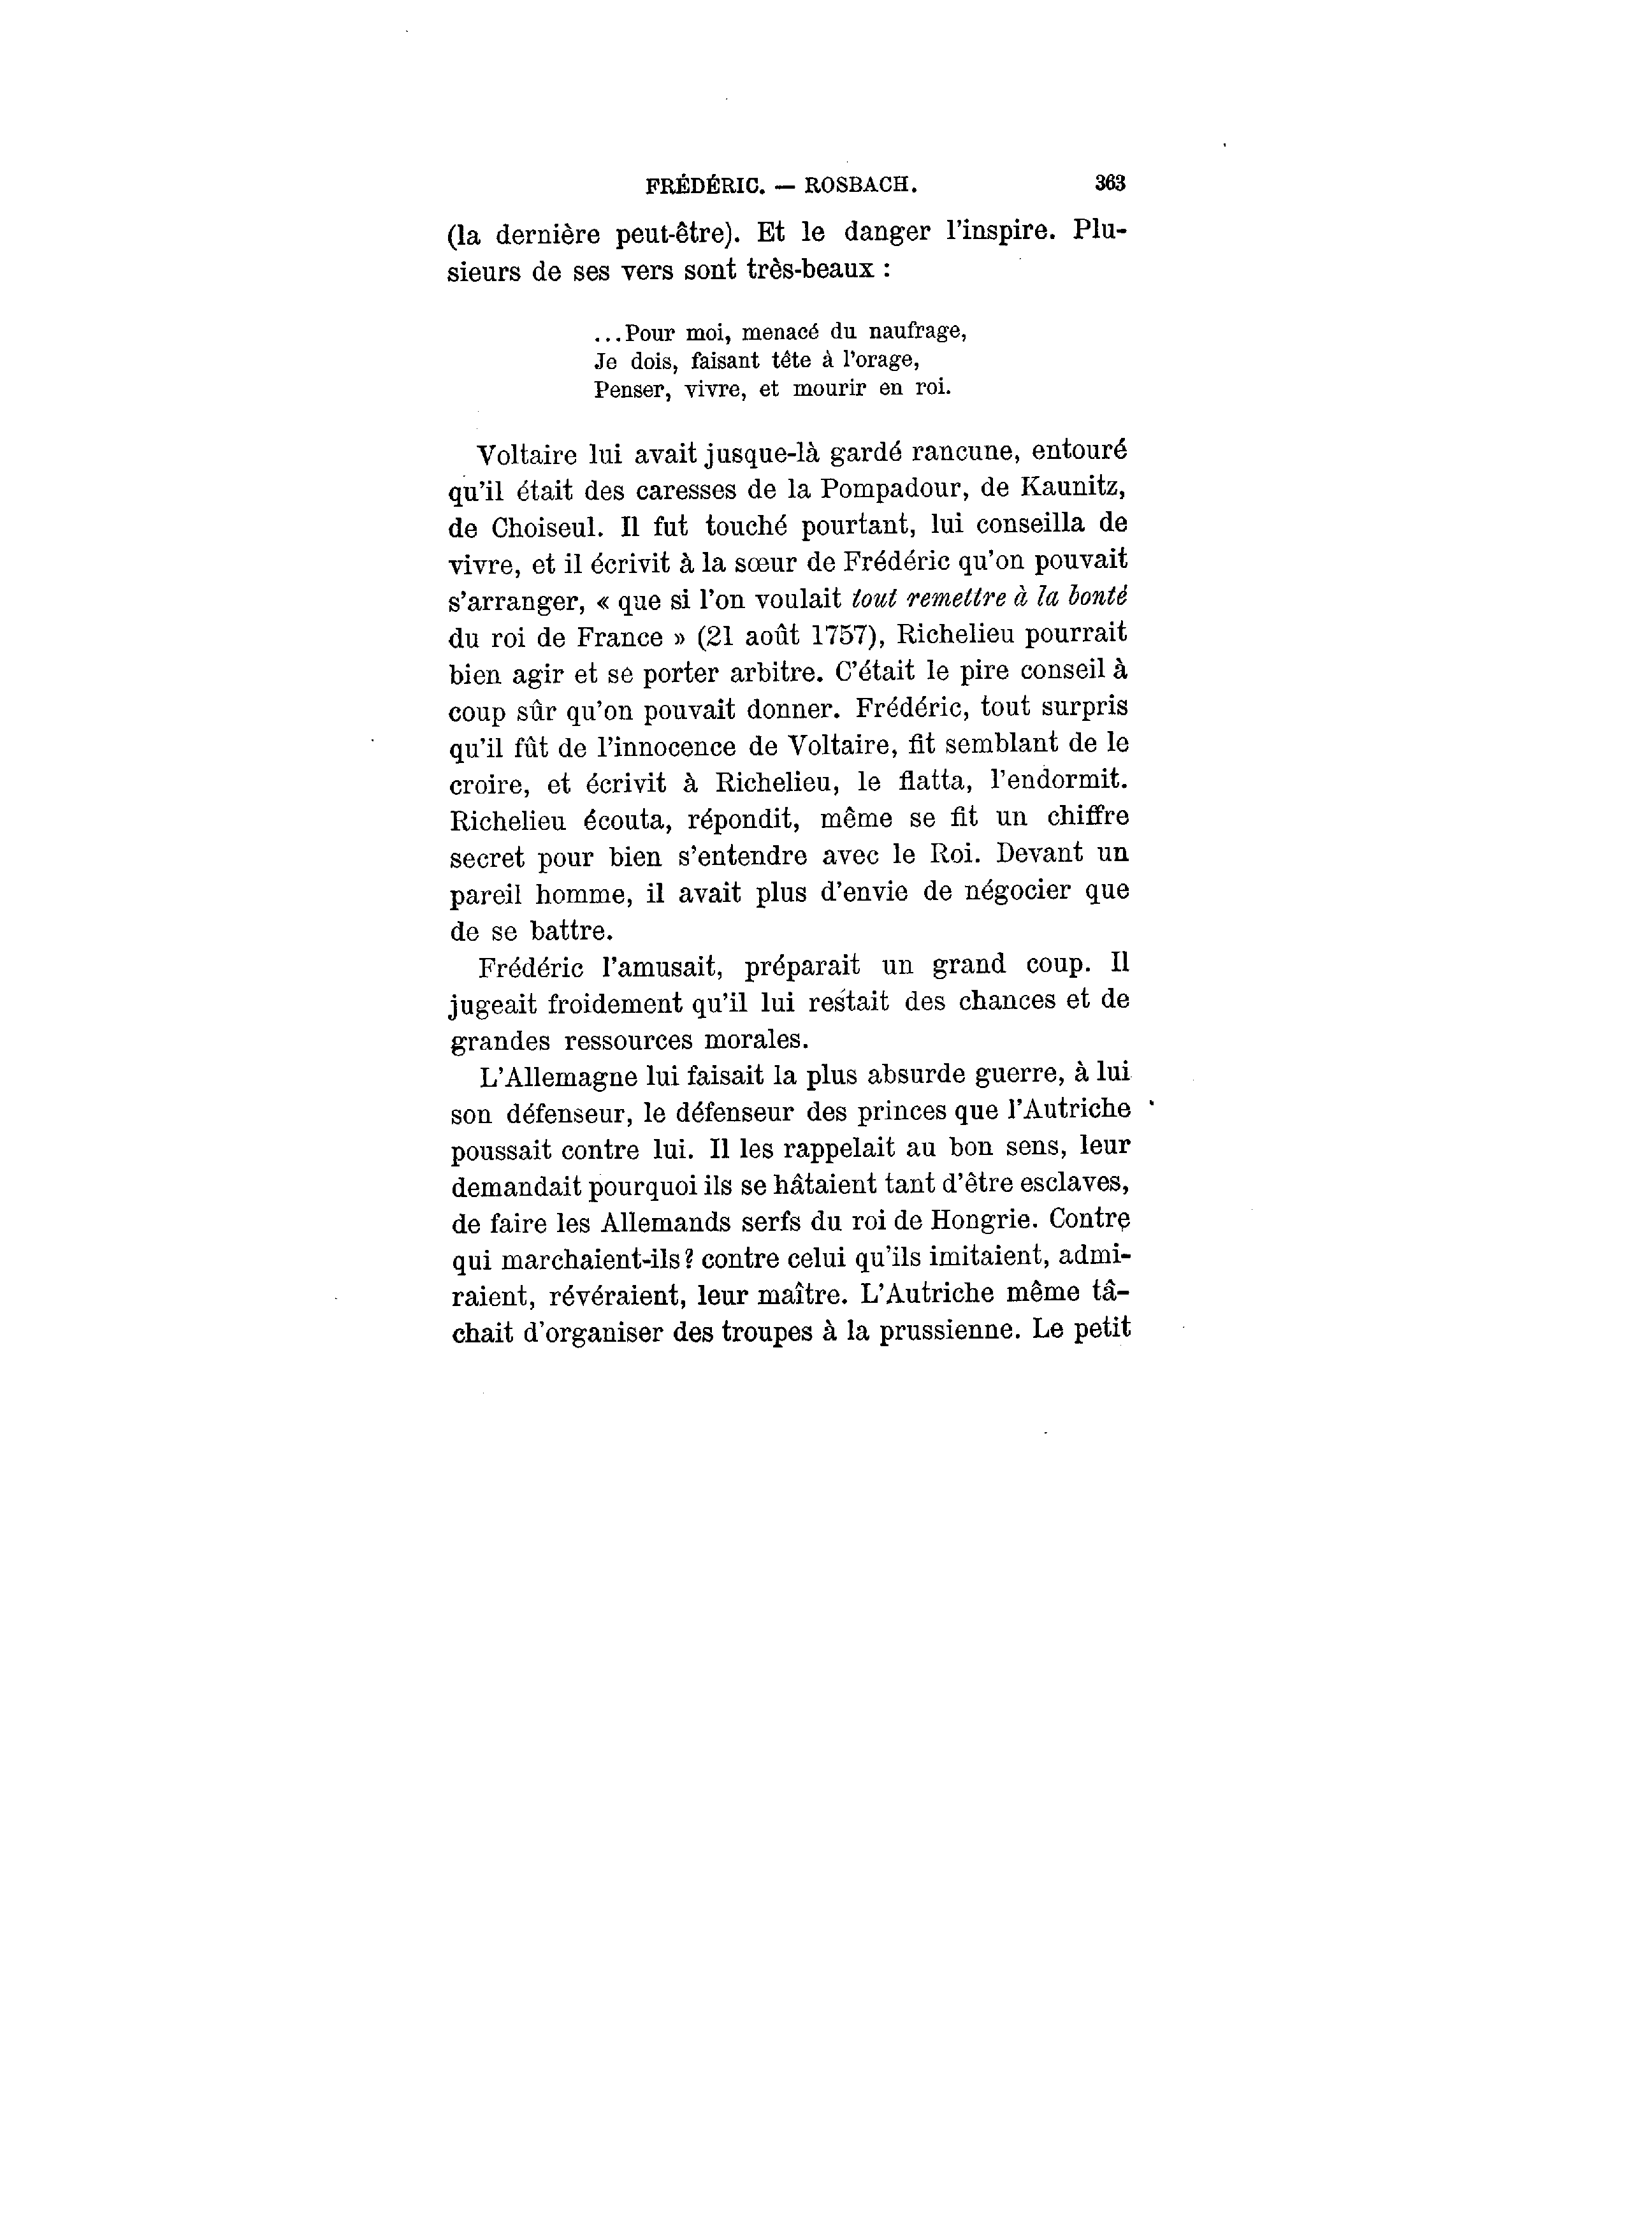 FRÉDÉRIC. — ROSBACH. 363
(la dernière peut-être). Et le danger l'inspire. Plu-
sieurs de ses vers sont très-beaux :
...Pour moi, menacé du naufrage,
Je dois, faisant tête à l'orage,
Penser, vivre, et mourir en roi.
Voltaire lui avait jusque-là gardé rancune, entouré
qu'il était des caresses de la Pompadour, de Kaunitz,
de Choiseul. Il fut touché pourtant, lui conseilla de
vivre, et il écrivit à la sœur de Frédéric qu'on pouvait
s'arranger, « que si l'on voulait tout remettre à la bonté
du roi de France » (21 août 1757), Richelieu pourrait
bien agir et se porter arbitre. C'était le pire conseil à
coup sûr qu'on pouvait donner. Frédéric, tout surpris
qu'il fût de l'innocence de Voltaire, fit semblant de le
croire, et écrivit à Richelieu, le flatta, l'endormit.
Richelieu écouta, répondit, même se fit un chiffre
secret pour bien s'entendre avec le Roi. Devant un
pareil homme, il avait plus d'envie de négocier que
de se battre.
Frédéric l'amusait, préparait un grand coup. Il
jugeait froidement qu'il lui restait des chances et de
grandes ressources morales.
L'Allemagne lui faisait la plus absurde guerre, à lui
son défenseur, le défenseur des princes que l'Autriche
poussait contre lui. Il les rappelait au bon sens, leur
demandait pourquoi ils se hâtaient tant d'être esclaves,
de faire les Allemands serfs du roi de Hongrie. Contre
qui marchaient-ils? contre celui qu'ils imitaient, admi-
raient, révéraient, leur maître. L'Autriche même tâ-
chait d'organiser des troupes à la prussienne. Le petit